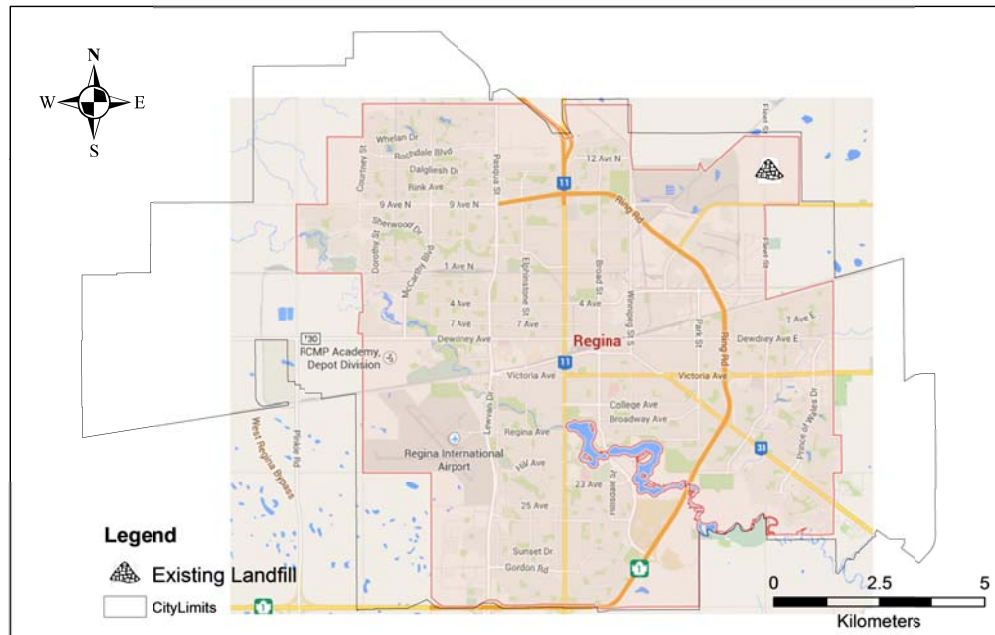 N
W
E
S
Fleet St
Whelan Dr
Rochdale Blvd
Dalgliesh Dr
Rink Ave
Courtney St
Pasqua St
12 Ave N
11
9 Ave N
9 Ave N
Ring Rd
Sherwood Dr
Dorothy St
McCarthy Blvd
Fleet St
1 Ave N
Elphinstone St
Broad St
Winnipeg St S
4 Ave
4 Ave
7 Ave
7 Ave
Park St
Ring Rd
7 Ave E
Dewdney Ave
Dewdney Ave E
Regina
730
RCMP Academy,
Depot Division
11
Victoria Ave
Victoria Ave
Lewvan Dr
College Ave
Broadway Ave
Prince of Wales Dr
Regina Ave
31
West Regina Bypass
Pinkie Rd
Regina International
Airport
Hill Ave
23 Ave
25 Ave
Sunset Dr
Gordon Rd
1
1
Legend
Existing Landfill
CityLimits
0 2.5 5
Kilometers